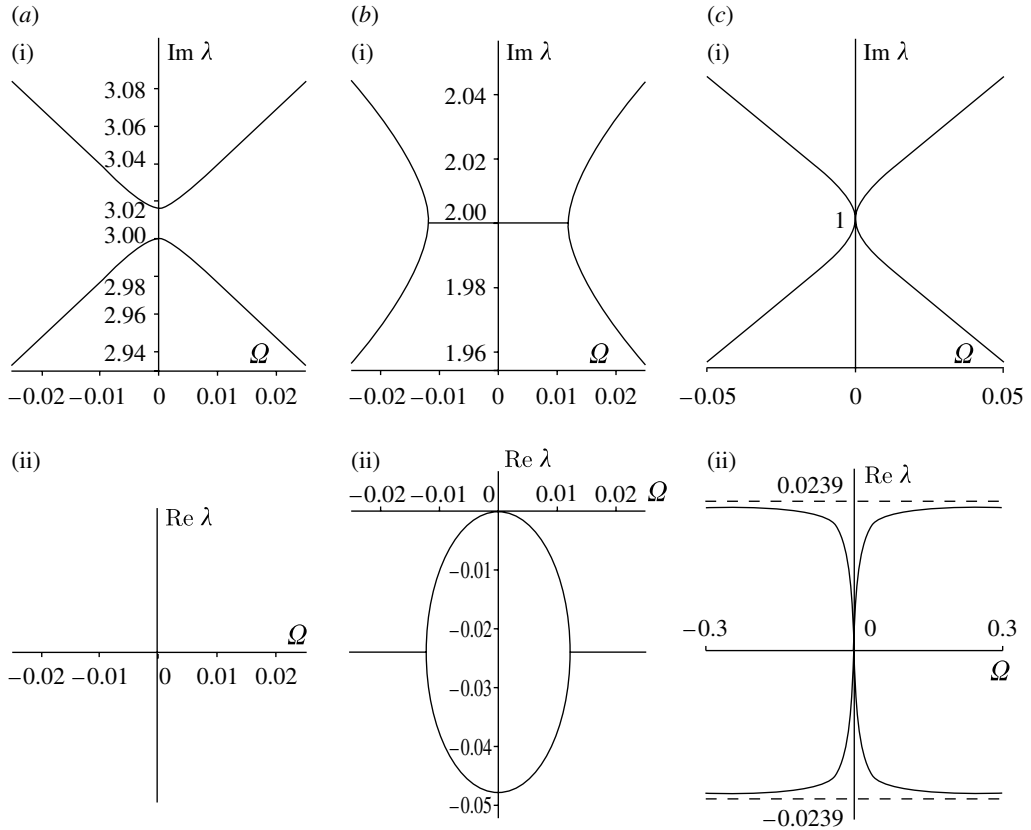 (a)
(i)
Im λ
3.08
3.06
3.04
3.02
3.00
2.98
2.96
2.94
Ω
−0.02 −0.01 0 0.01 0.02
(ii)
Re λ
Ω
−0.02 −0.01 0 0.01 0.02
(b)
(i)
Im λ
2.04
2.02
2.00
1.98
1.96
Ω
−0.02 −0.01 0 0.01 0.02
(ii)
Re λ
−0.02 −0.01 0 0.01 0.02 Ω
−0.01
−0.02
−0.03
−0.04
−0.05
(c)
(i)
Im λ
1
Ω
−0.05 0 0.05
(ii)
Re λ
0.0239
−0.3 0 0.3
Ω
−0.0239